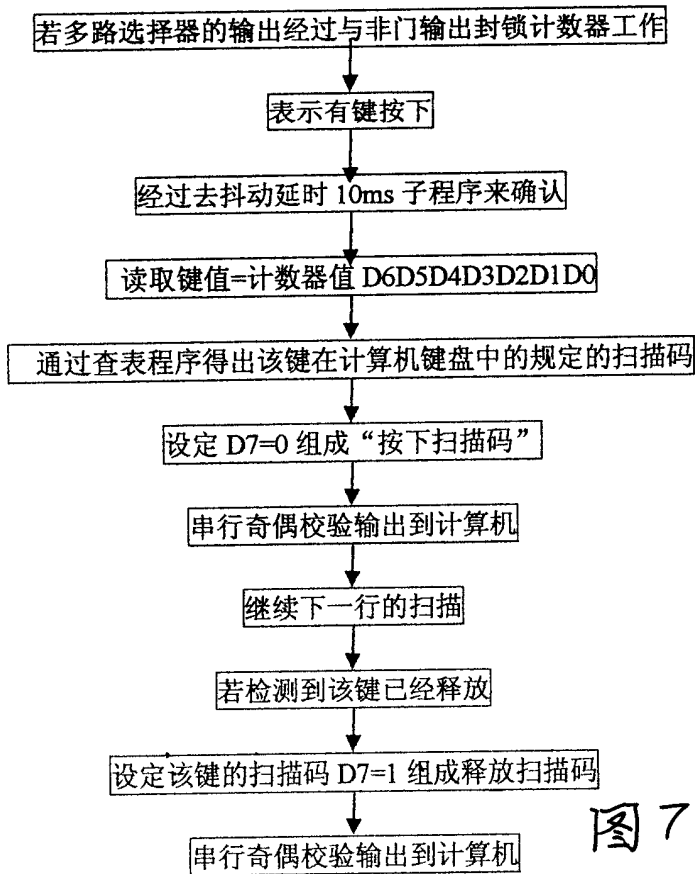 若多路选择器的输出经过与非门输出封锁计数器工作
表示有键按下
经过去抖动延时 10ms 子程序来确认
读取键值=计数器值 D6D5D4D3D2D1D0
通过查表程序得出该键在计算机键盘中的规定的扫描码
设定 D7=0 组成“按下扫描码”
串行奇偶校验输出到计算机
继续下一行的扫描
若检测到该键已经释放
设定该键的扫描码 D7=1 组成释放扫描码
串行奇偶校验输出到计算机
图 7